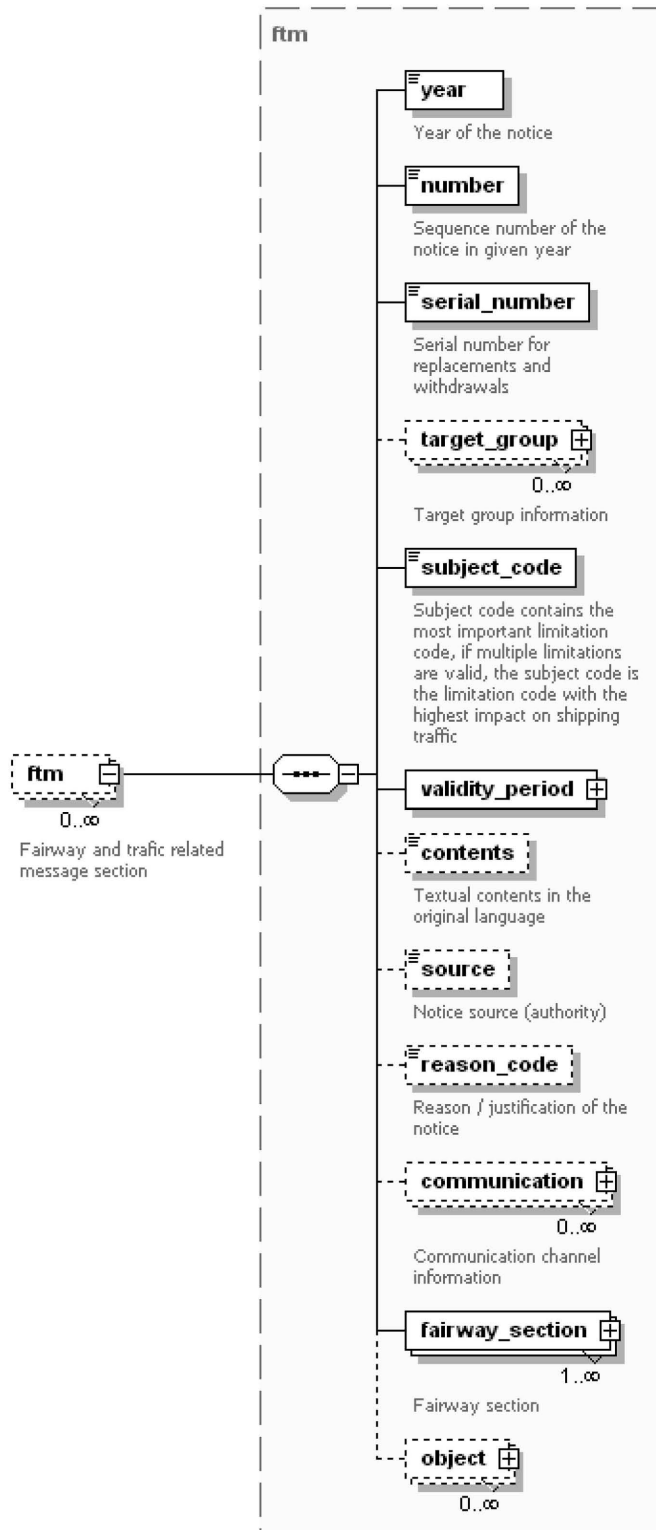 ftm
year
Year of the notice
number
Sequence number of the
notice in given year
serial_number
Serial number for
replacements and
withdrawals
target_group
0..∞
Target group information
subject_code
Subject code contains the
most important limitation
code, if multiple limitations
are valid, the subject code is
the limitation code with the
highest impact on shipping
traffic
ftm
0..∞
Fairway and trafic related
message section
validity_period
contents
Textual contents in the
original language
source
Notice source (authority)
reason_code
Reason / justification of the
notice
communication
0..∞
Communication channel
information
fairway_section
1..∞
Fairway section
object
0..∞